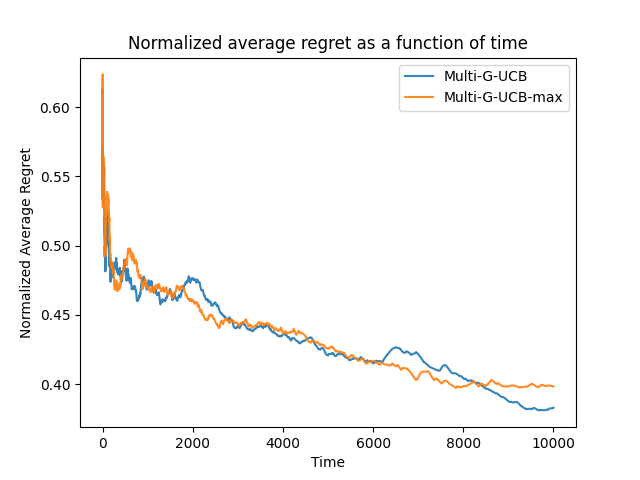 Normalized average regret as a function of time
Multi-G-UCB
Multi-G-UCB-max
Normalized Average Regret
0.60
0.55
0.50
0.45
0.40
0
2000
4000
6000
8000
10000
Time